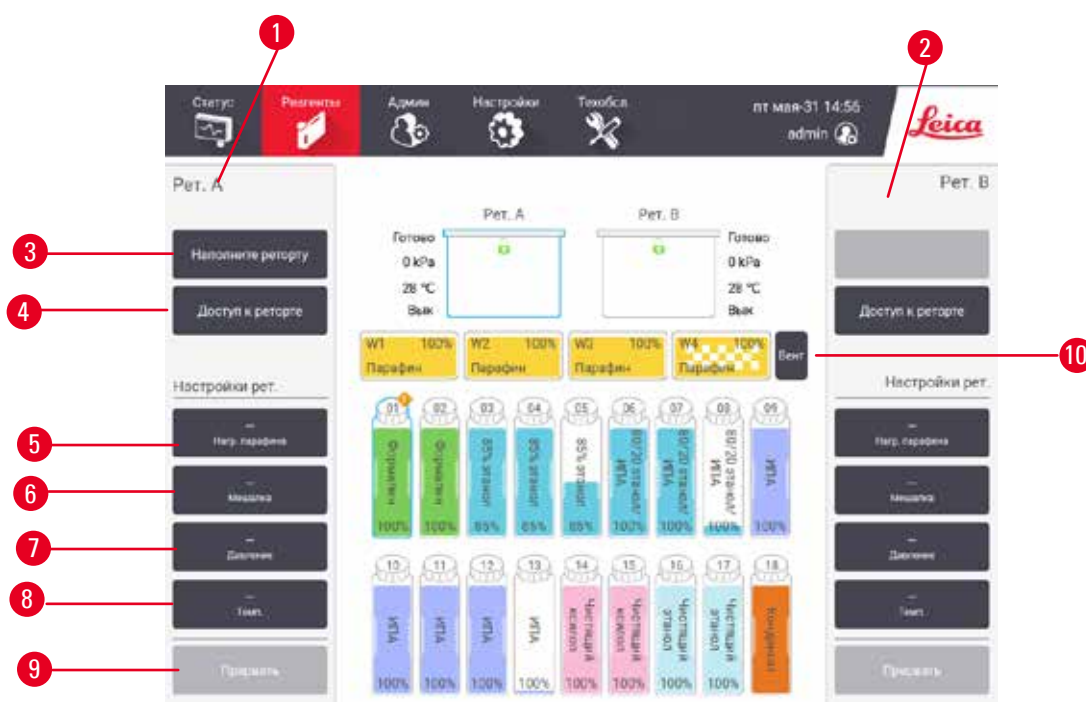 1
2
Статус
Реагенты
Админ
Настройки
Техобсл.
пт мая-31 14:56
admin
Leica
Рет. A
Рет. B
Рет. A
Рет. B
3
Наполните реторту
Готово
0 kPa
28 °C
Вык
Готово
0 kPa
28 °C
Вык
4
Доступ к реторте
Доступ к реторте
W1 100%
Парафин
W2 100%
Парафин
W3 100%
Парафин
W4 100%
Парафин
Вент
10
Настройки рет.
Настройки рет.
01 02 03 04 05 06 07 08 09
5
--
Нагр. парафина
--
Нагр. парафина
Формалин
Формалин
85% этанол
85% этанол
85% этанол
80/20 этанол/
ИПА
80/20 этанол/
ИПА
80/20 этанол/
ИПА
ИПА
6
--
Мешалка
--
Мешалка
100% 100% 85% 85% 85% 100% 100% 100% 100%
7
--
Давление
--
Давление
10 11 12 13 14 15 16 17 18
8
--
Темп.
--
Темп.
ИПА
ИПА
ИПА
ИПА
Чистящий
ксилол
Чистящий
ксилол
Чистящий
этанол
Чистящий
этанол
Конденсат
9
Прервать
Прервать
100% 100% 100% 100% 100% 100% 100% 100%